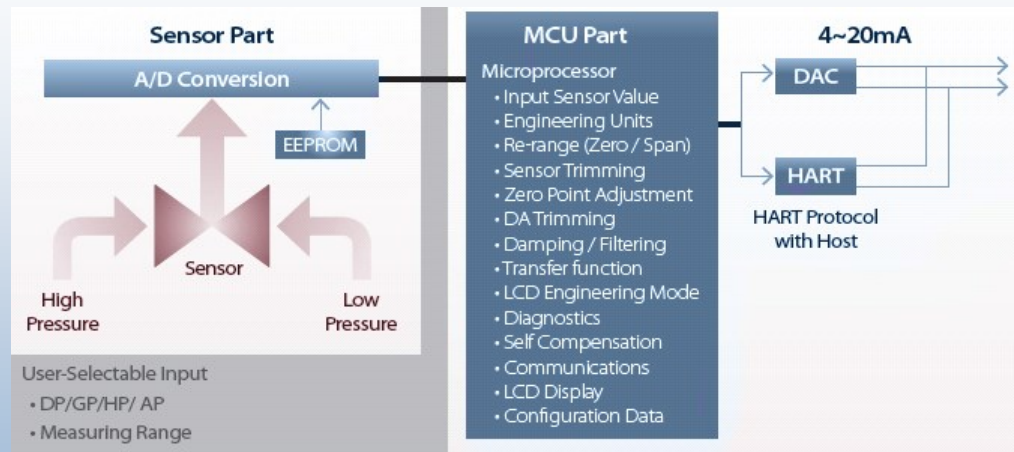 Sensor Part
A/D Conversion
EEPROM
Sensor
High
Pressure
Low
Pressure
User-Selectable Input
• DP/GP/HP/ AP
• Measuring Range
MCU Part
Microprocessor
• Input Sensor Value
• Engineering Units
• Re-range (Zero / Span)
• Sensor Trimming
• Zero Point Adjustment
• DA Trimming
• Damping / Filtering
• Transfer function
• LCD Engineering Mode
• Diagnostics
• Self Compensation
• Communications
• LCD Display
• Configuration Data
4~20mA
DAC
HART
HART Protocol
with Host